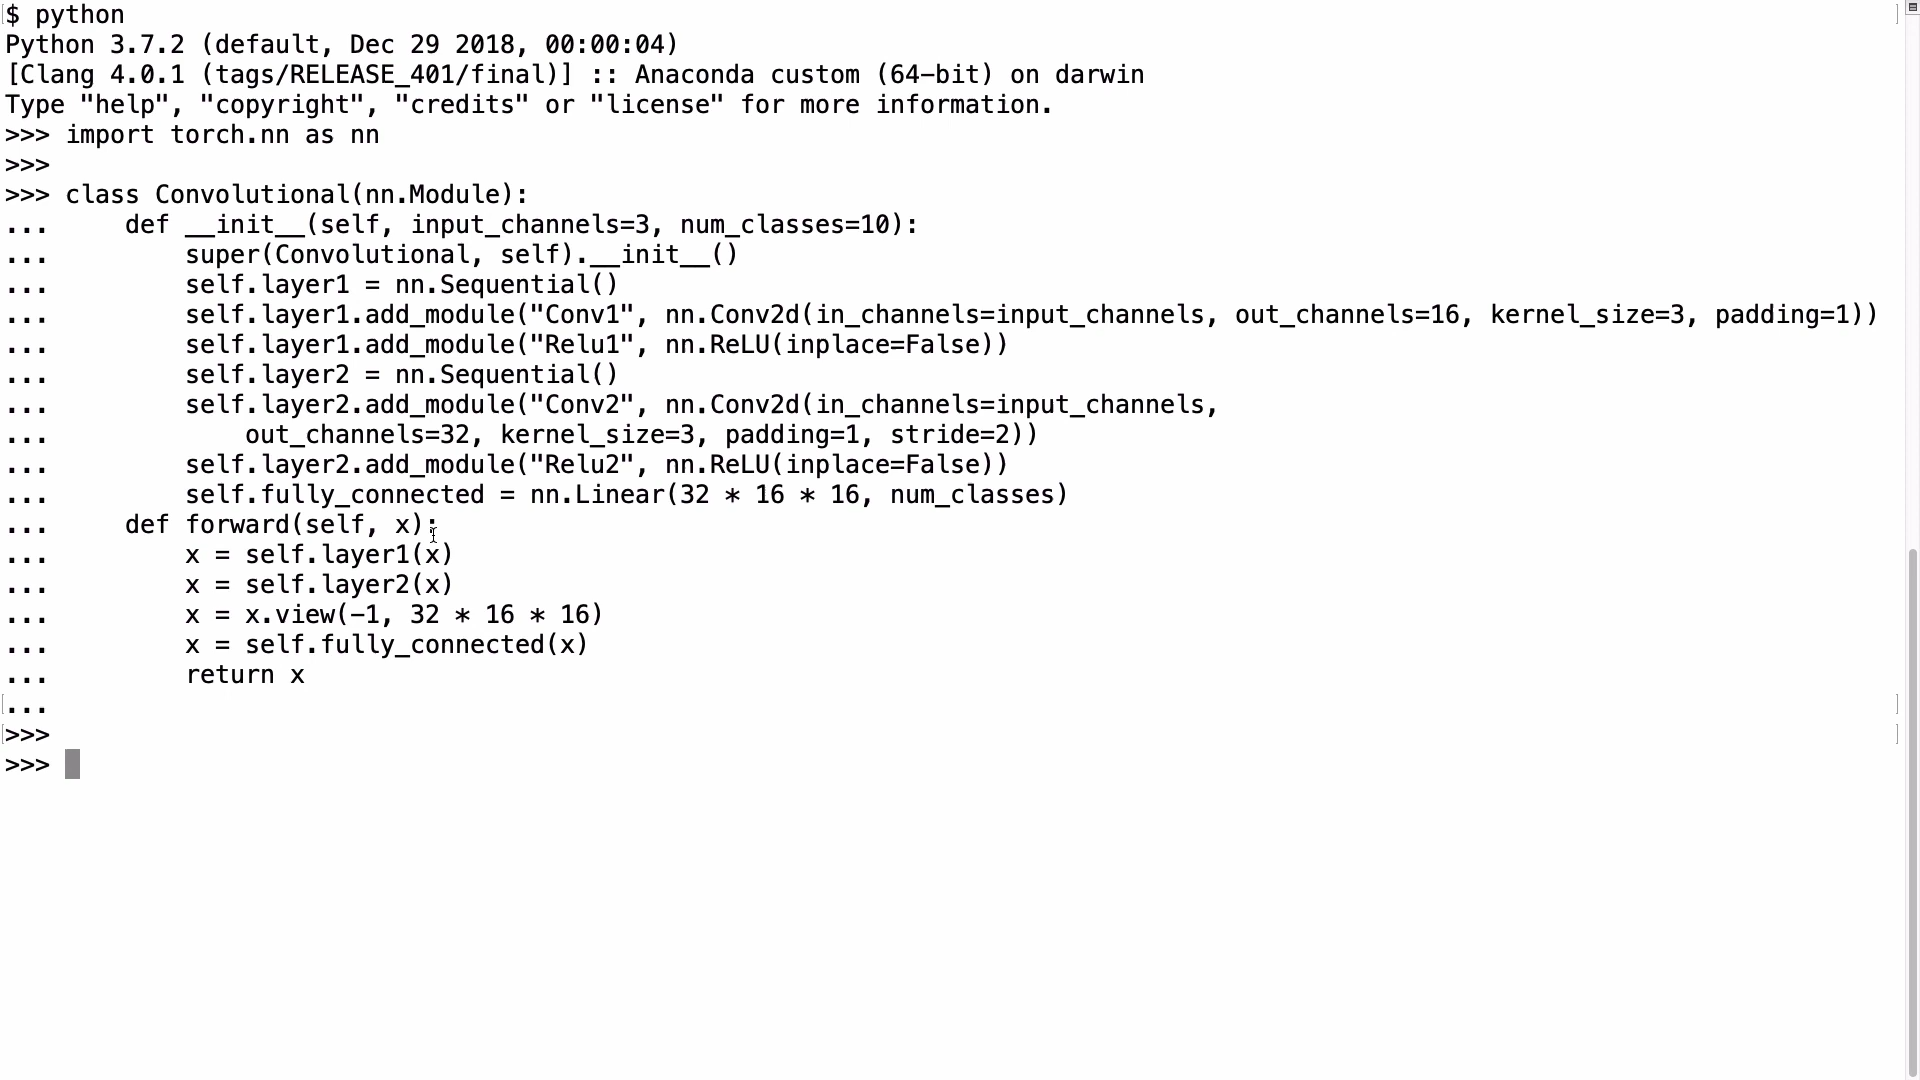 $ python
Python 3.7.2 (default, Dec 29 2018, 00:00:04)
[Clang 4.0.1 (tags/RELEASE_401/final)] :: Anaconda custom (64-bit) on darwin
Type "help", "copyright", "credits" or "license" for more information.
>>> import torch.nn as nn
>>>
>>> class Convolutional(nn.Module):
...     def __init__(self, input_channels=3, num_classes=10):
...         super(Convolutional, self).__init__()
...         self.layer1 = nn.Sequential()
...         self.layer1.add_module("Conv1", nn.Conv2d(in_channels=input_channels, out_channels=16, kernel_size=3, padding=1))
...         self.layer1.add_module("Relu1", nn.ReLU(inplace=False))
...         self.layer2 = nn.Sequential()
...         self.layer2.add_module("Conv2", nn.Conv2d(in_channels=input_channels,
...             out_channels=32, kernel_size=3, padding=1, stride=2))
...         self.layer2.add_module("Relu2", nn.ReLU(inplace=False))
...         self.fully_connected = nn.Linear(32 * 16 * 16, num_classes)
...     def forward(self, x):
...         x = self.layer1(x)
...         x = self.layer2(x)
...         x = x.view(-1, 32 * 16 * 16)
...         x = self.fully_connected(x)
...         return x
...
>>>
>>>